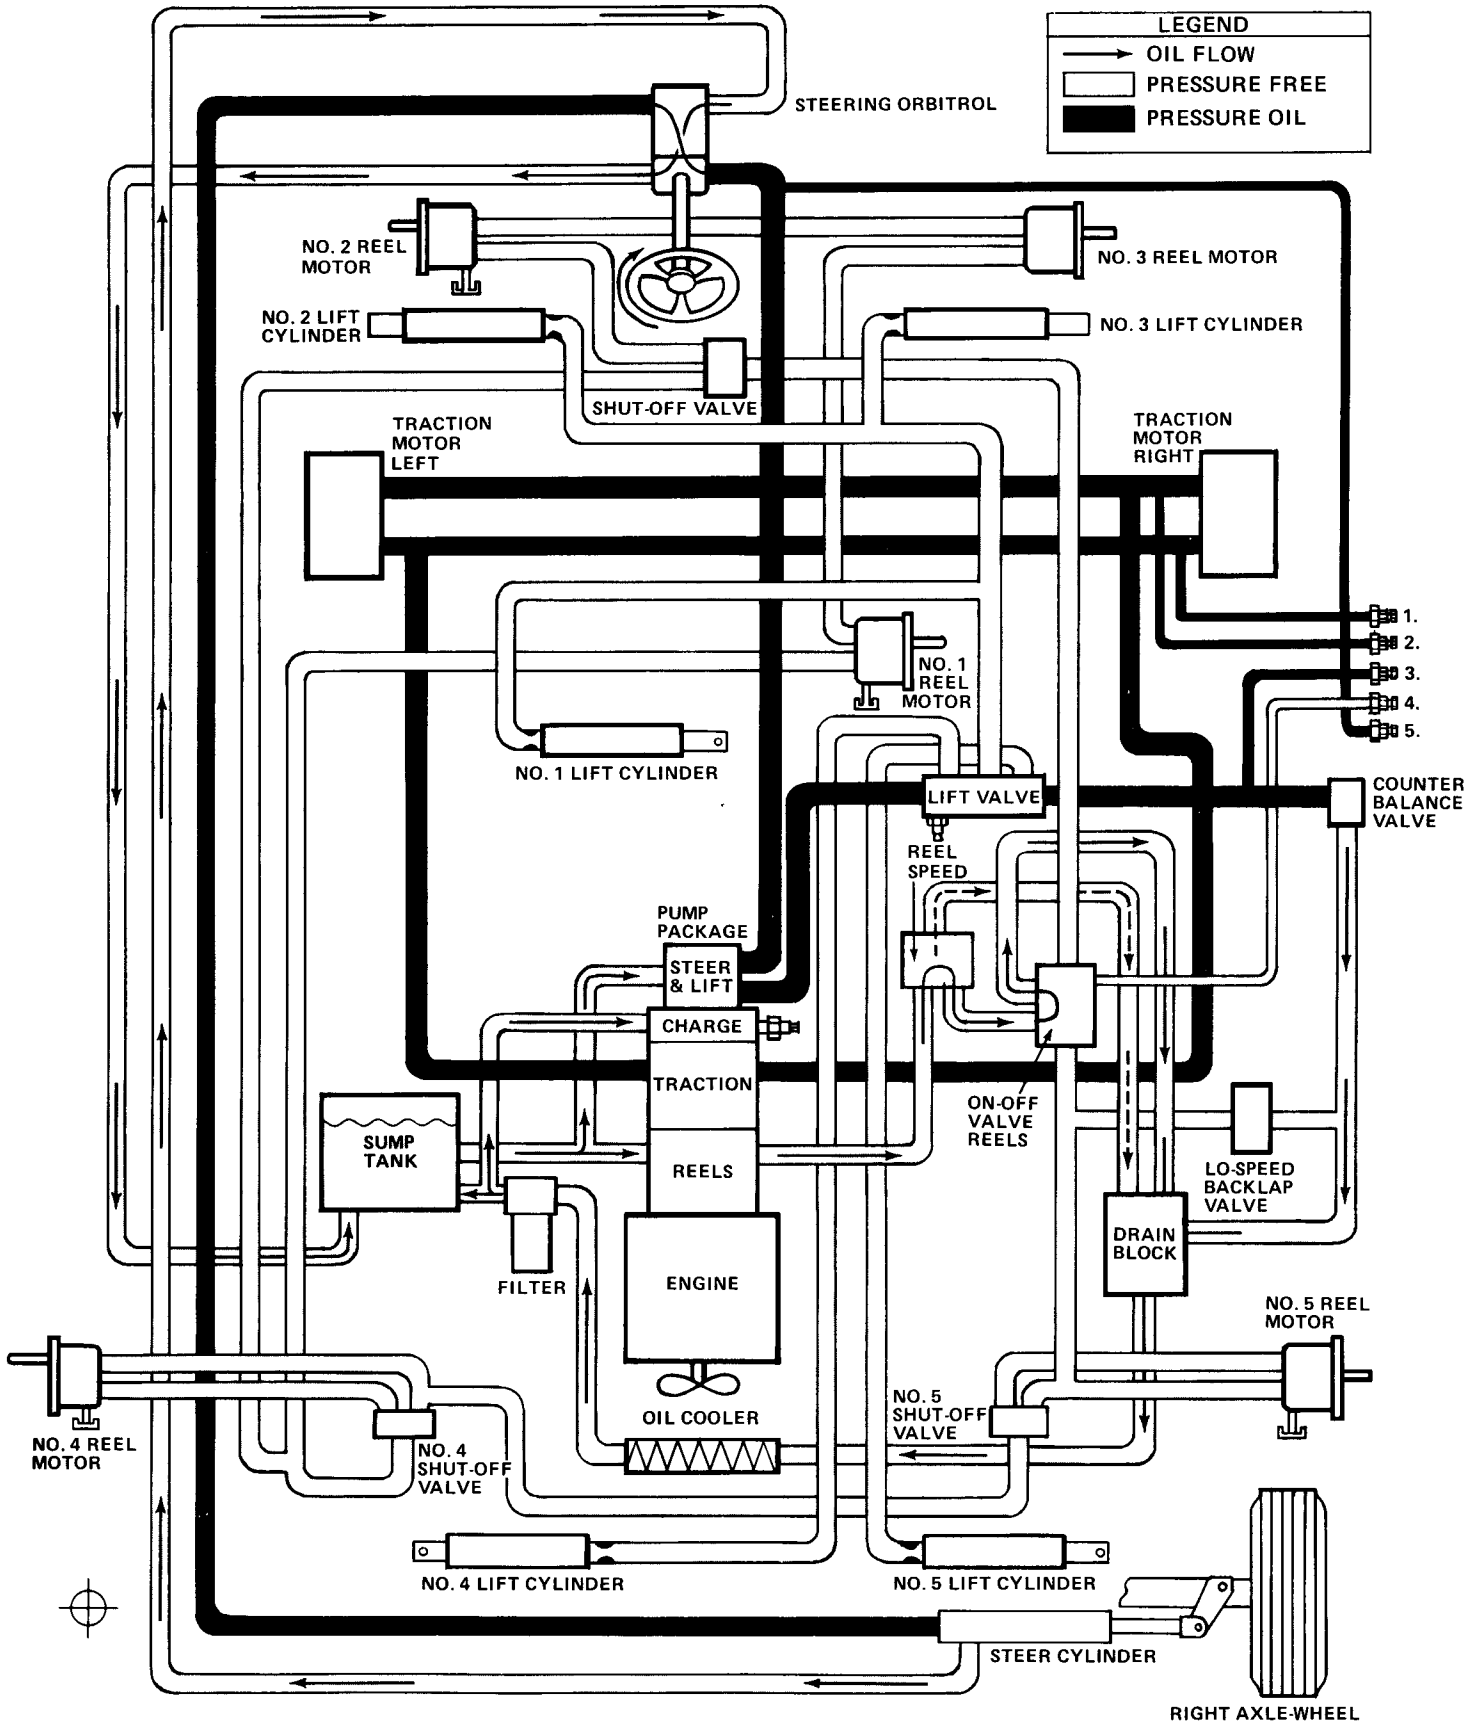 LEGEND
OIL FLOW
PRESSURE FREE
PRESSURE OIL
STEERING ORBITROL
NO. 2 REEL
MOTOR
NO. 3 REEL MOTOR
NO. 2 LIFT
CYLINDER
NO. 3 LIFT CYLINDER
SHUT-OFF VALVE
TRACTION
MOTOR
LEFT
TRACTION
MOTOR
RIGHT
1.
2.
3.
4.
5.
NO. 1
REEL
MOTOR
NO. 1 LIFT CYLINDER
LIFT VALVE
COUNTER
BALANCE
VALVE
REEL
SPEED
PUMP
PACKAGE
STEER
& LIFT
CHARGE
TRACTION
REELS
ON-OFF
VALVE
REELS
SUMP
TANK
LO-SPEED
BACKLAP
VALVE
DRAIN
BLOCK
FILTER
ENGINE
NO. 5 REEL
MOTOR
OIL COOLER
NO. 5
SHUT-OFF
VALVE
NO. 4 REEL
MOTOR
NO. 4
SHUT-OFF
VALVE
NO. 4 LIFT CYLINDER
NO. 5 LIFT CYLINDER
STEER CYLINDER
RIGHT AXLE-WHEEL